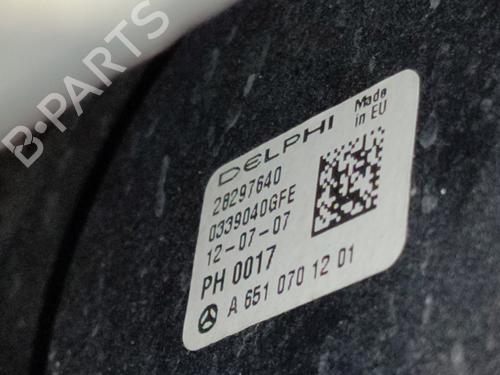 B-PARTS
DELPHI
Made
in EU
28297640
0339040GFE
12-07-07
PH 0017
A 651 070 12 01